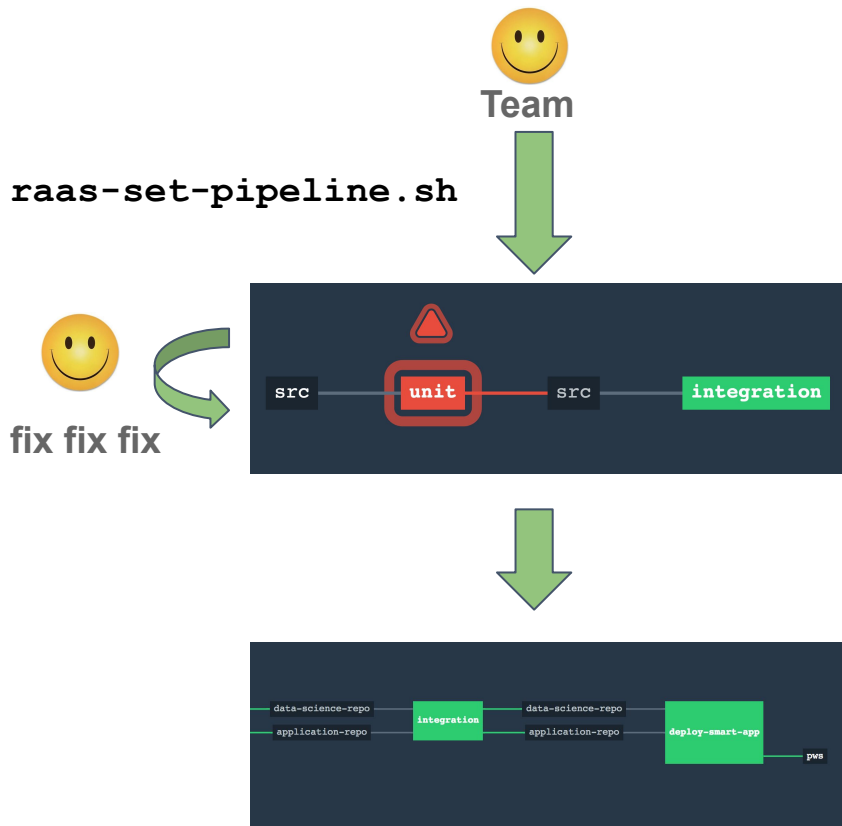 Team
raas-set-pipeline.sh
src unit src integration
fix fix fix
data-science-repo data-science-repo
integration deploy-smart-app
application-repo application-repo
pws